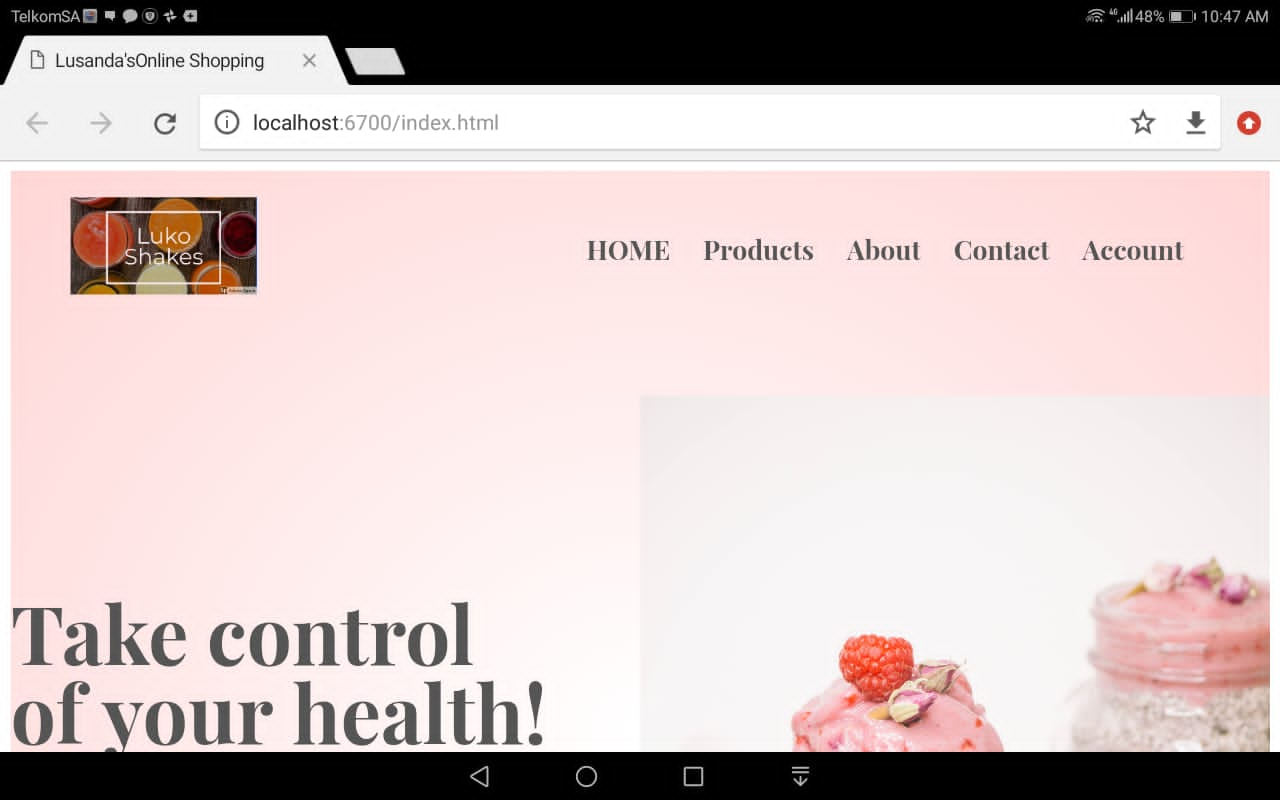 TelkomSA
4G
48%
10:47 AM
Lusanda'sOnline Shopping
localhost:6700/index.html
Luko
Shakes
HOME Products About Contact Account
Take control
of your health!